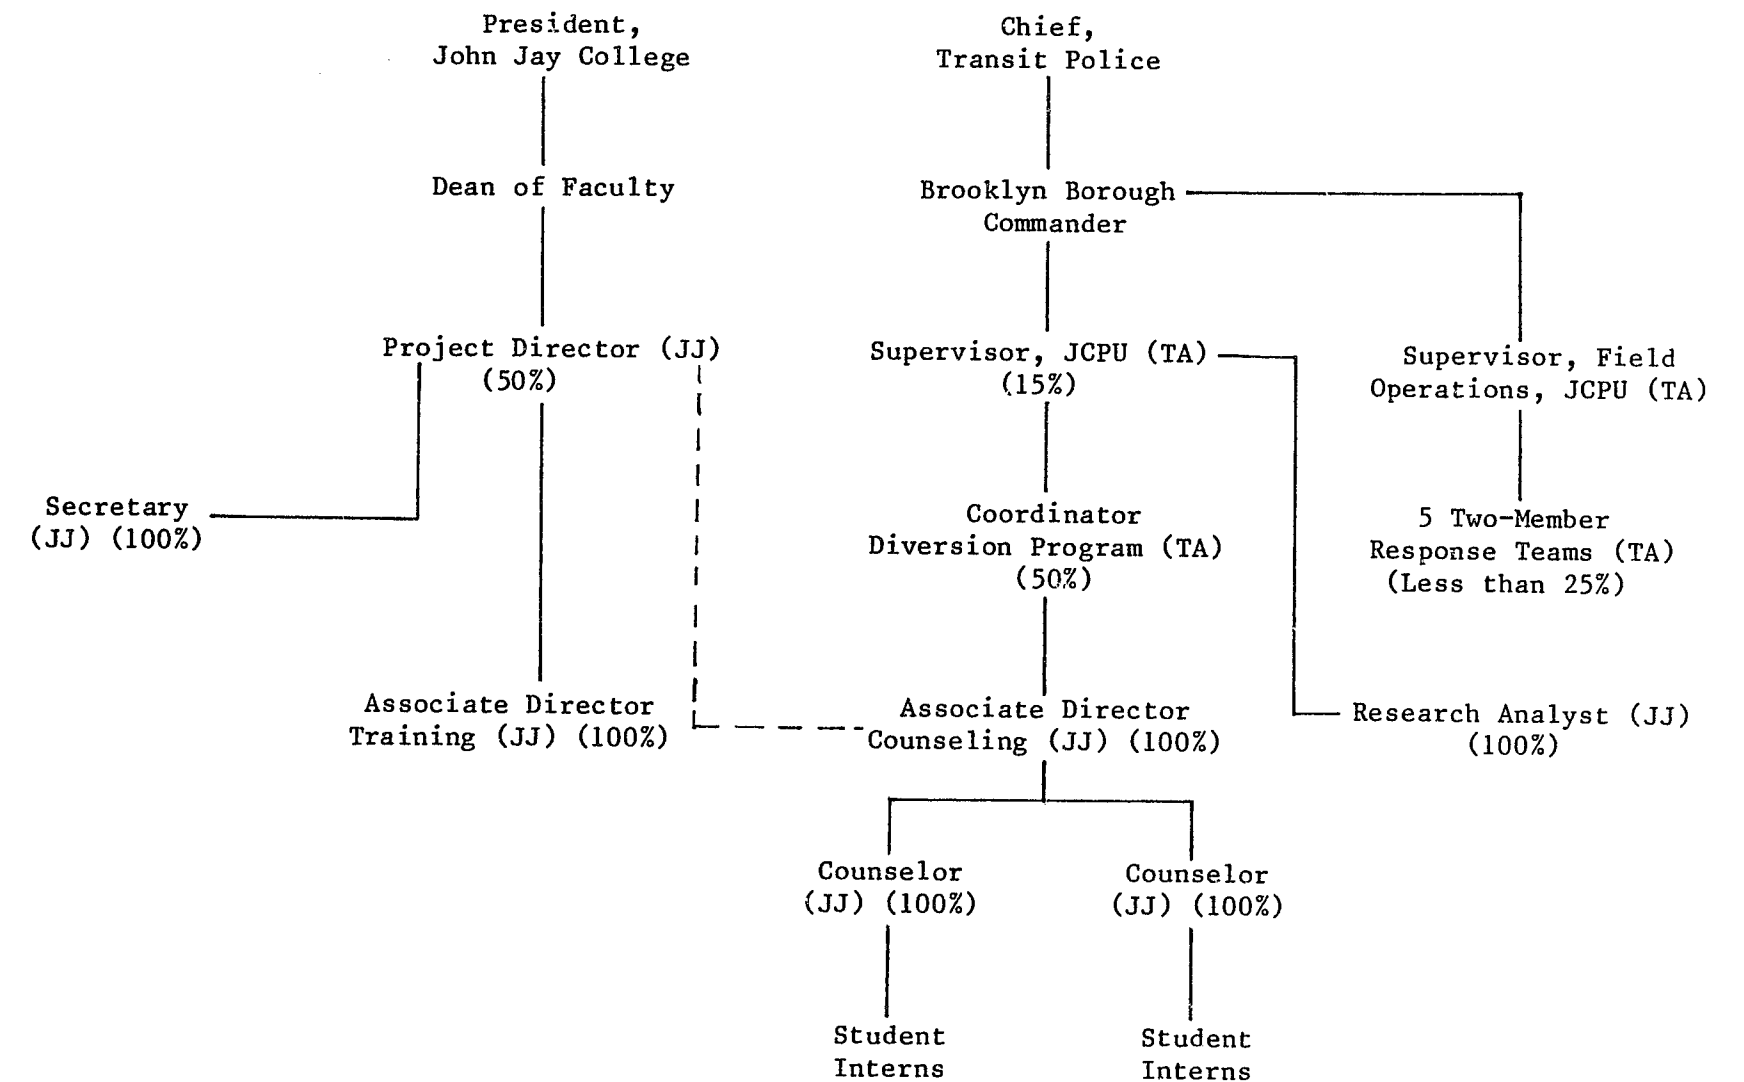 President,
John Jay College
Chief,
Transit Police
Dean of Faculty
Brooklyn Borough
Commander
Project Director (JJ)
(50%)
Supervisor, JCPU (TA)
(15%)
Supervisor, Field
Operations, JCPU (TA)
Secretary
(JJ) (100%)
Coordinator
Diversion Program (TA)
(50%)
5 Two-Member
Response Teams (TA)
(Less than 25%)
Associate Director
Training (JJ) (100%)
Associate Director
Counseling (JJ) (100%)
Research Analyst (JJ)
(100%)
Counselor
(JJ) (100%)
Counselor
(JJ) (100%)
Student
Interns
Student
Interns